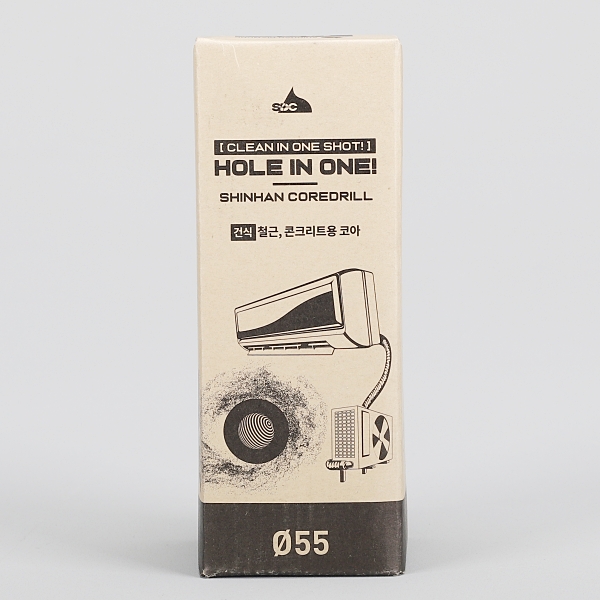 SDC
[ CLEAN IN ONE SHOT! ]
HOLE IN ONE!
SHINHAN COREDRILL
건식 철근, 콘크리트용 코아
Ø55